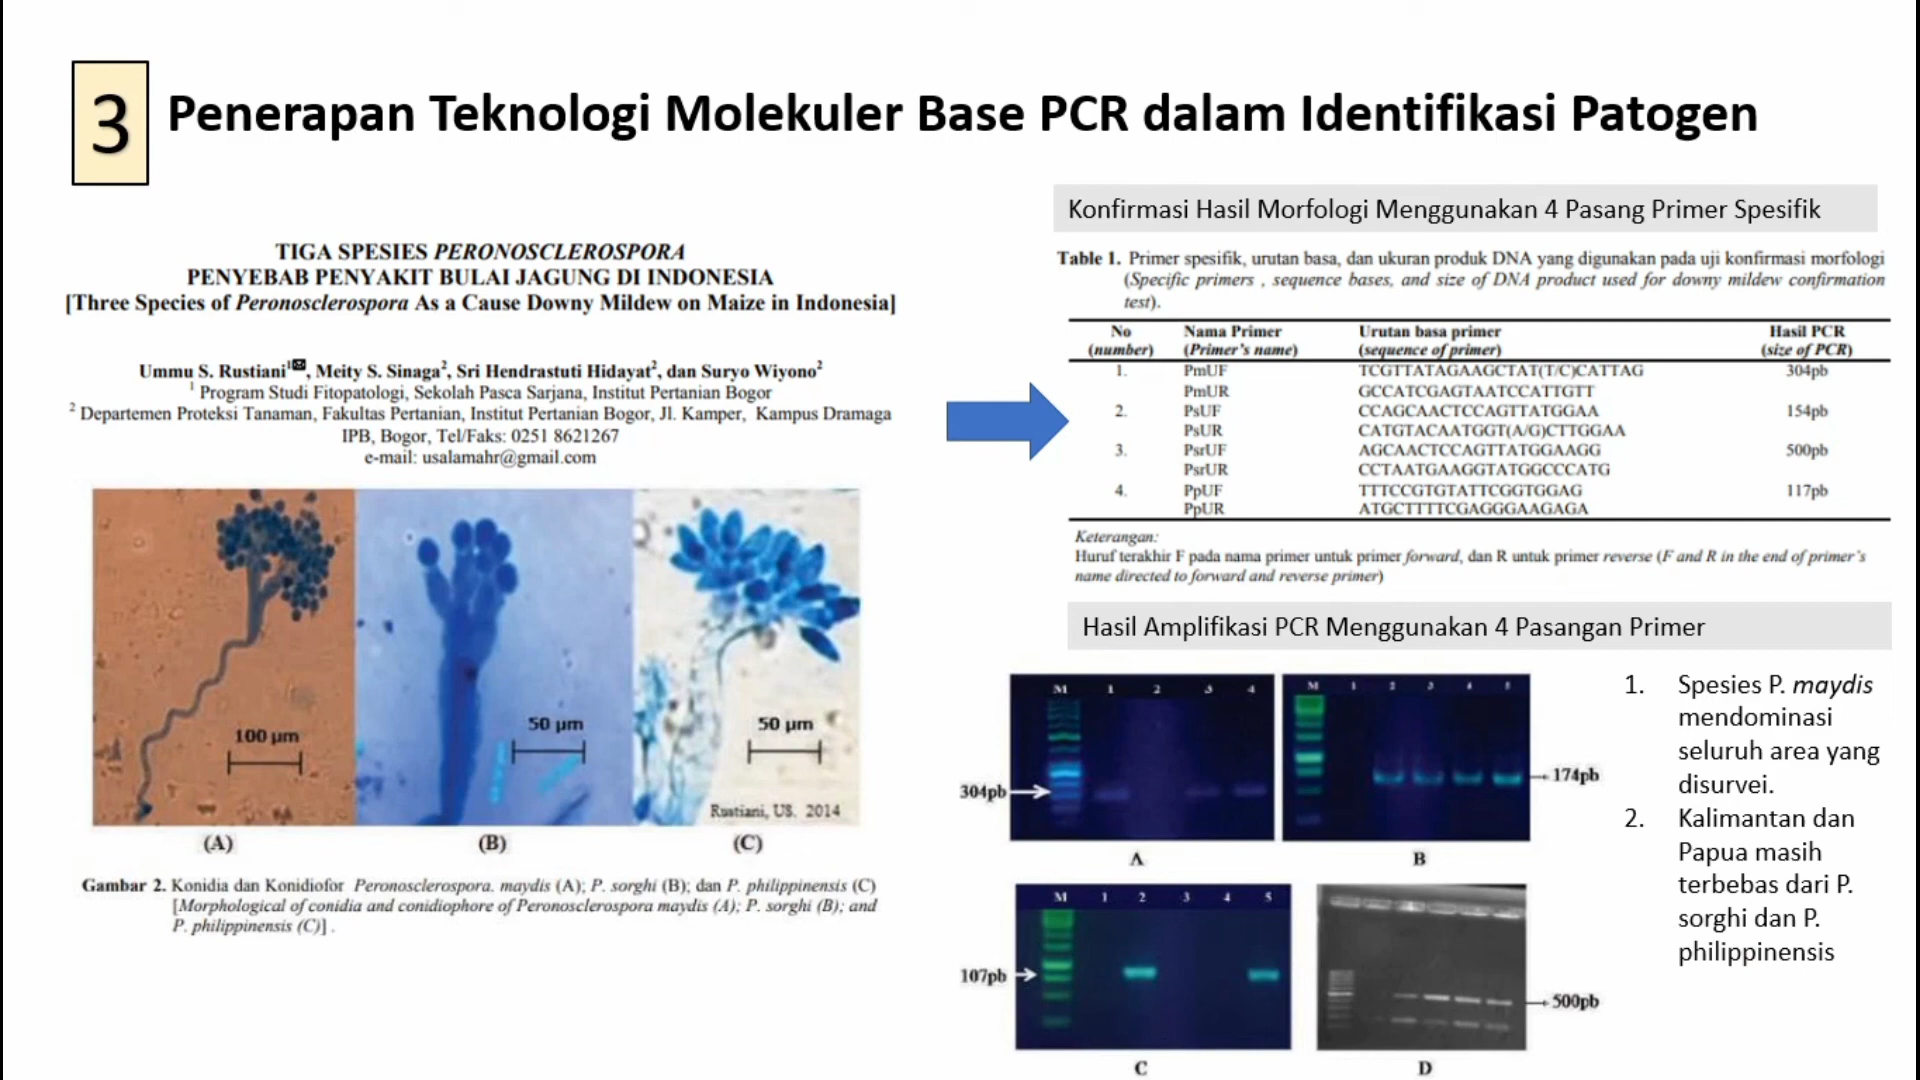 3
Penerapan Teknologi Molekuler Base PCR dalam Identifikasi Patogen
TIGA SPESIES PERONOSCLEROSPORA
PENYEBAB PENYAKIT BULAI JAGUNG DI INDONESIA
[Three Species of Peronosclerospora As a Cause Downy Mildew on Maize in Indonesia]
Ummu S. Rustiani¹✉, Meity S. Sinaga², Sri Hendrastuti Hidayat², dan Suryo Wiyono²
¹ Program Studi Fitopatologi, Sekolah Pasca Sarjana, Institut Pertanian Bogor
² Departemen Proteksi Tanaman, Fakultas Pertanian, Institut Pertanian Bogor, Jl. Kamper, Kampus Dramaga
IPB, Bogor, Tel/Faks: 0251 8621267
e-mail: usalamahr@gmail.com
100 µm
50 µm
50 µm
Rustiani, US. 2014
(A) (B) (C)
Gambar 2. Konidia dan Konidiofor Peronosclerospora. maydis (A); P. sorghi (B); dan P. philippinensis (C)
[Morphological of conidia and conidiophore of Peronosclerospora maydis (A); P. sorghi (B); and
P. philippinensis (C)] .
Konfirmasi Hasil Morfologi Menggunakan 4 Pasang Primer Spesifik
Table 1. Primer spesifik, urutan basa, dan ukuran produk DNA yang digunakan pada uji konfirmasi morfologi
(Specific primers , sequence bases, and size of DNA product used for downy mildew confirmation
test).
No Nama Primer Urutan basa primer Hasil PCR
(number) (Primer's name) (sequence of primer) (size of PCR)
1. PmUF TCGTTATAGAAGCTAT(T/C)CATTAG 304pb
PmUR GCCATCGAGTAATCCATTGTT
2. PsUF CCAGCAACTCCAGTTATGGAA 154pb
PsUR CATGTACAATGGT(A/G)CTTGGAA
3. PsrUF AGCAACTCCAGTTATGGAAGG 500pb
PsrUR CCTAATGAAGGTATGGCCCATG
4. PpUF TTTCCGTGTATTCGGTGGAG 117pb
PpUR ATGCTTTTCGAGGGAAGAGA
Keterangan:
Huruf terakhir F pada nama primer untuk primer forward, dan R untuk primer reverse (F and R in the end of primer's
name directed to forward and reverse primer)
Hasil Amplifikasi PCR Menggunakan 4 Pasangan Primer
M 1 2 3 4
304pb
A
M 1 2 3 4 5
174pb
B
M 1 2 3 4 5
107pb
C
500pb
D
1. Spesies P. maydis
mendominasi
seluruh area yang
disurvei.
2. Kalimantan dan
Papua masih
terbebas dari P.
sorghi dan P.
philippinensis